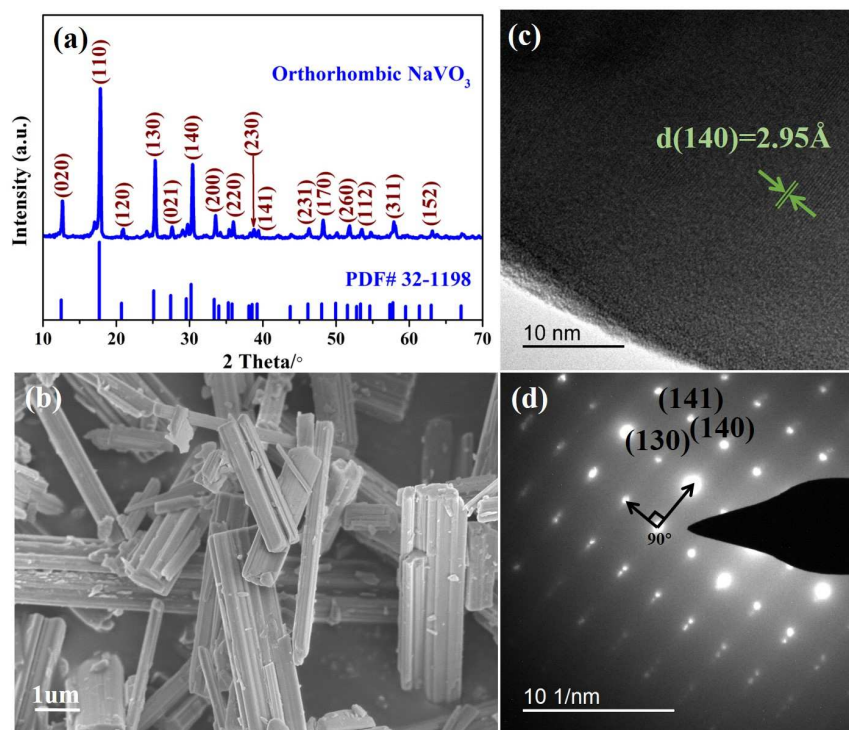 (a)
Orthorhombic NaVO3
(020)
(110)
(120)
(130)
(021)
(140)
(200)
(220)
(230)
(141)
(231)
(170)
(260)
(112)
(311)
(152)
Intensity (a.u.)
PDF# 32-1198
10 20 30 40 50 60 70
2 Theta/°
(c)
d(140)=2.95Å
10 nm
(b)
1um
(d)
(141)
(130) (140)
90°
10 1/nm